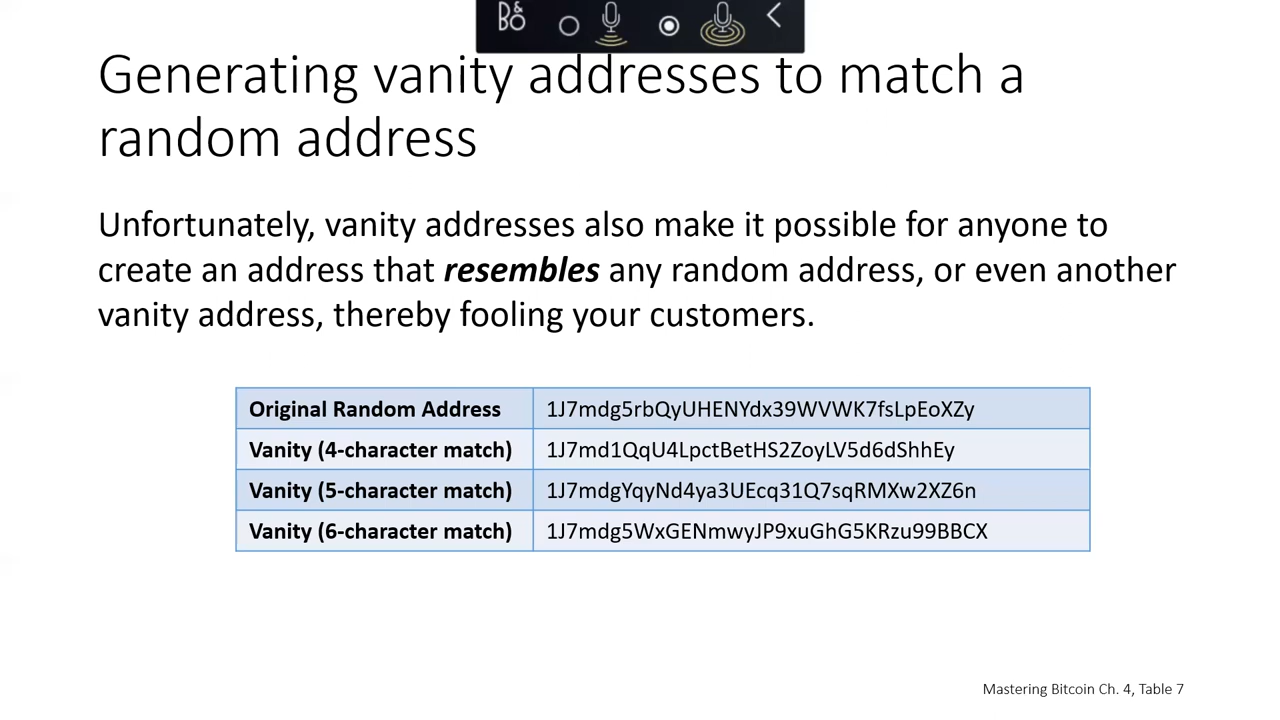 B&O
Generating vanity addresses to match a
random address
Unfortunately, vanity addresses also make it possible for anyone to
create an address that resembles any random address, or even another
vanity address, thereby fooling your customers.
Original Random Address 1J7mdg5rbQyUHENYdx39WVWK7fsLpEoXZy
Vanity (4-character match) 1J7md1QqU4LpctBetHS2ZoyLV5d6dShhEy
Vanity (5-character match) 1J7mdgYqyNd4ya3UEcq31Q7sqRMXw2XZ6n
Vanity (6-character match) 1J7mdg5WxGENmwyJP9xuGhG5KRzu99BBCX
Mastering Bitcoin Ch. 4, Table 7